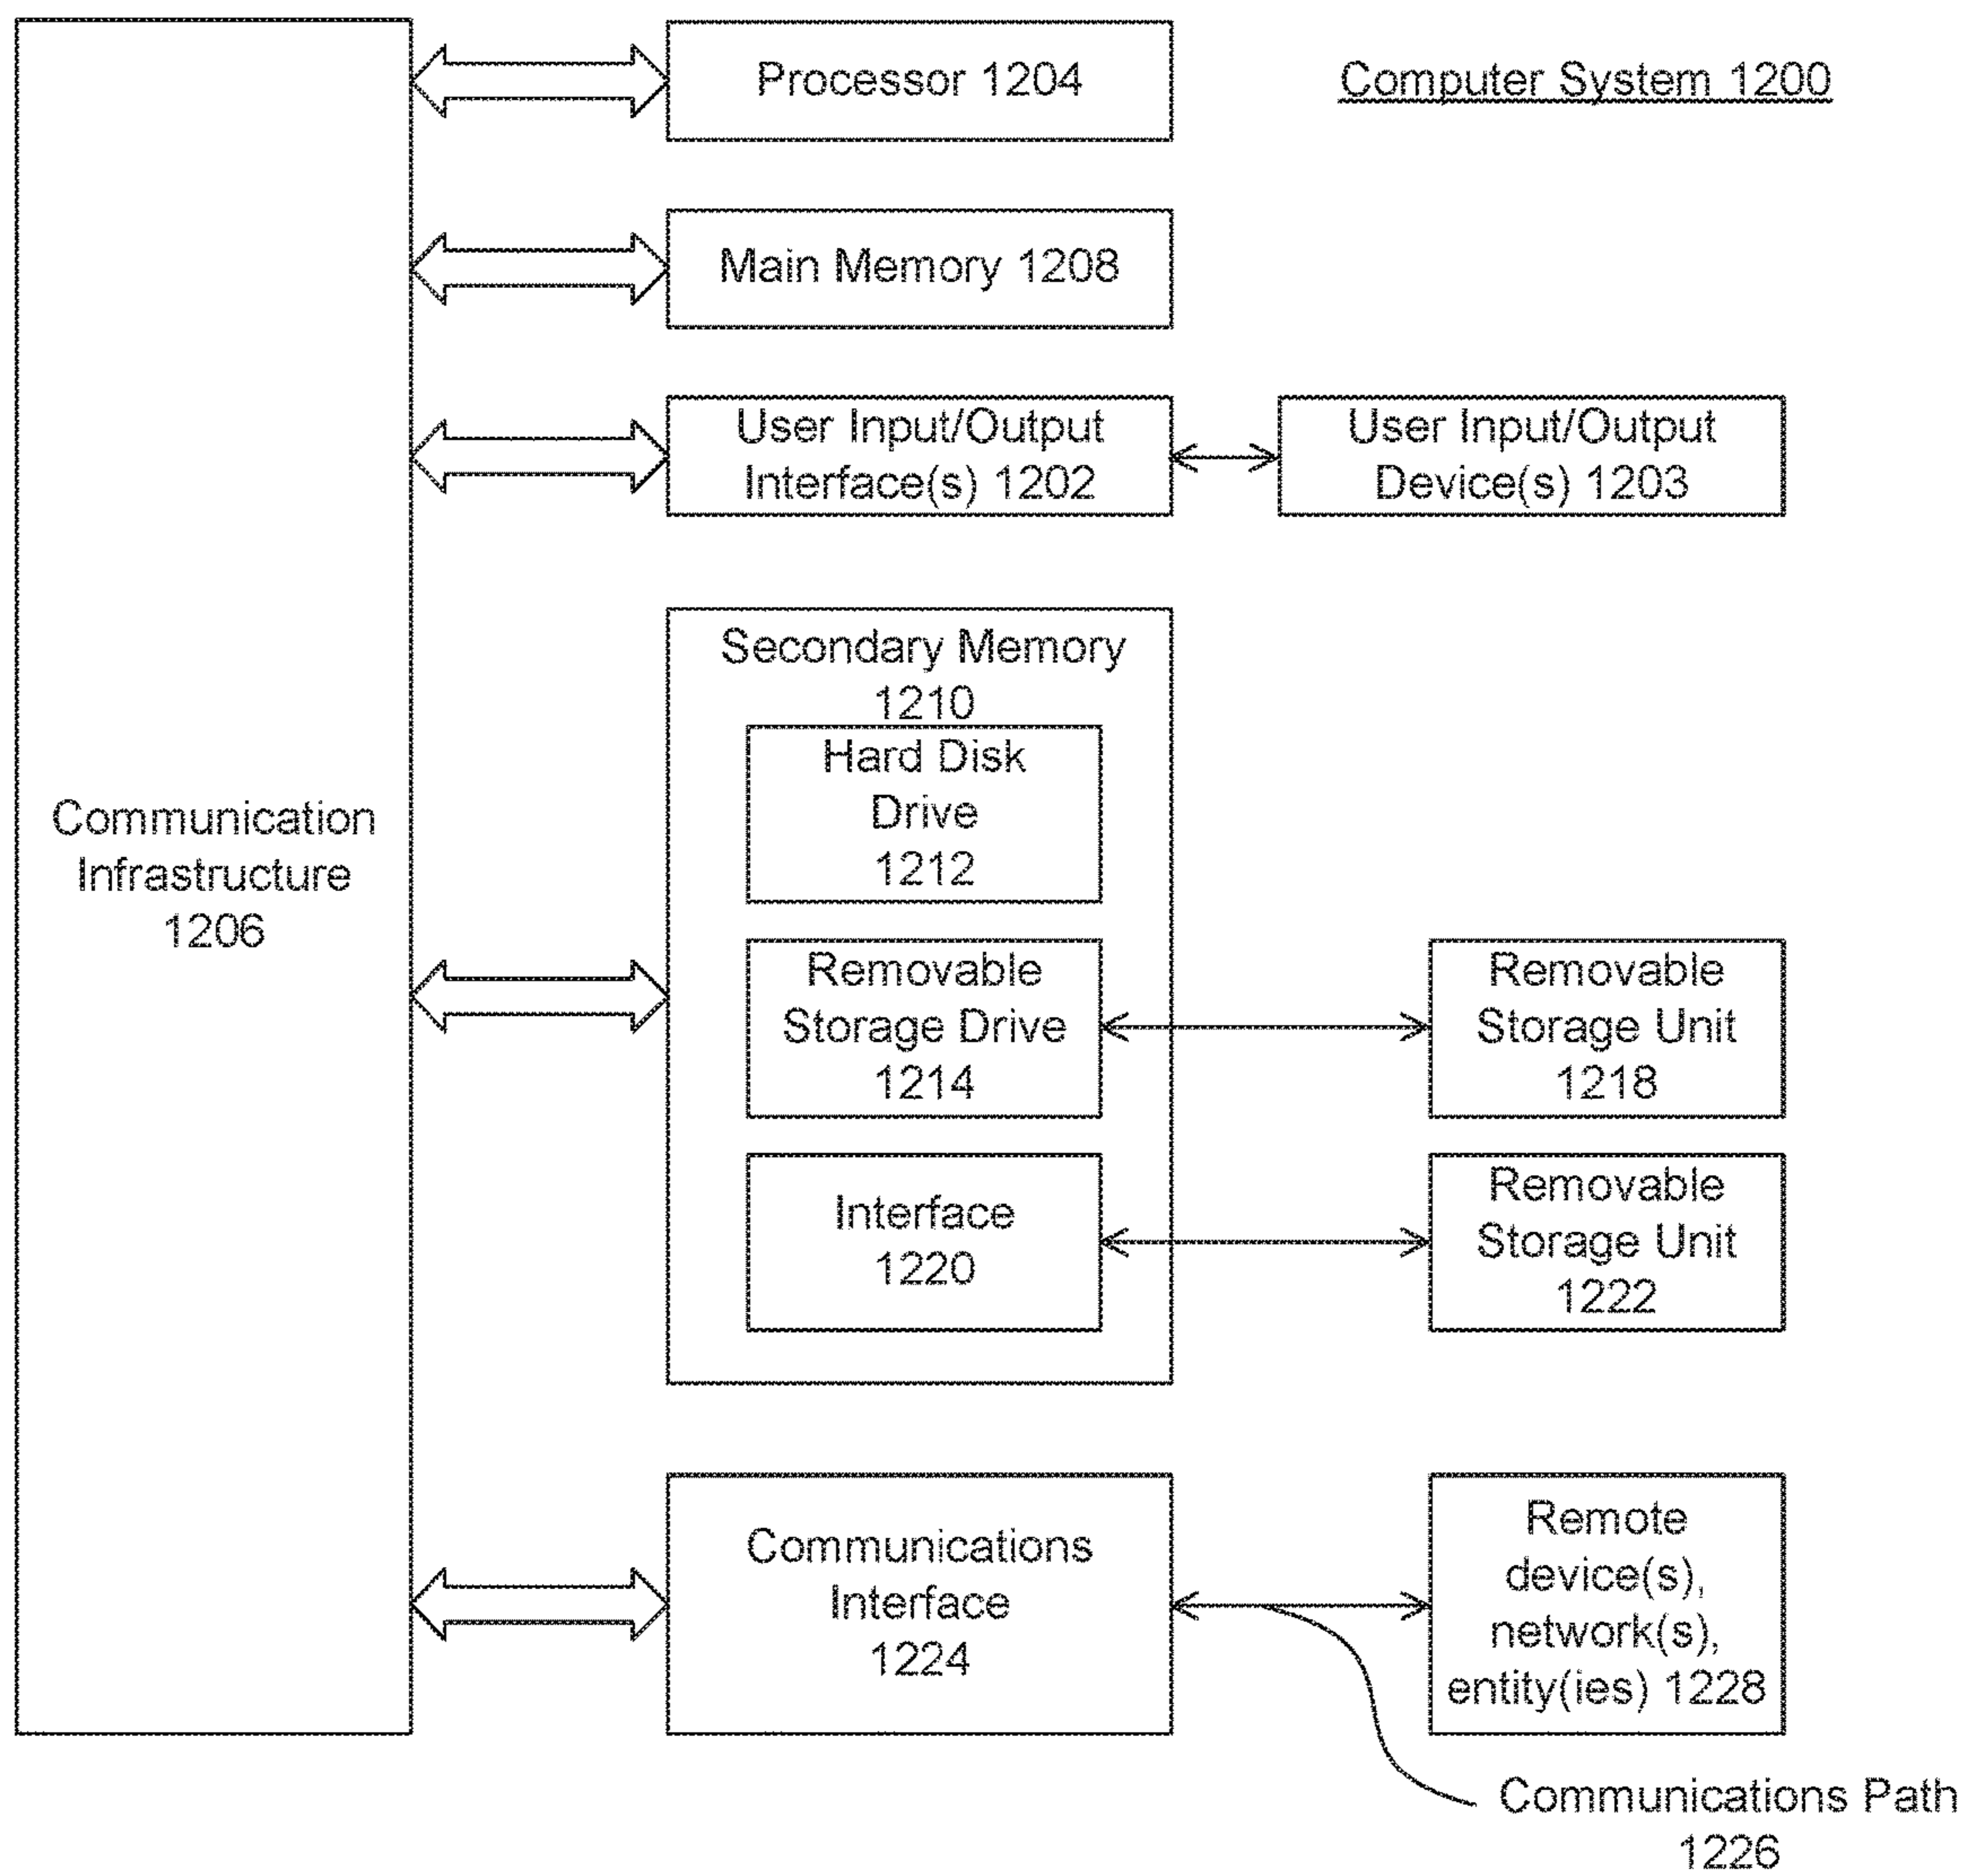 Processor 1204
Computer System 1200
Main Memory 1208
User Input/Output
Interface(s) 1202
User Input/Output
Device(s) 1203
Communication
Infrastructure
1206
Secondary Memory
1210
Hard Disk
Drive
1212
Removable
Storage Drive
1214
Removable
Storage Unit
1218
Interface
1220
Removable
Storage Unit
1222
Communications
Interface
1224
Remote
device(s),
network(s),
entity(ies) 1228
Communications Path
1226